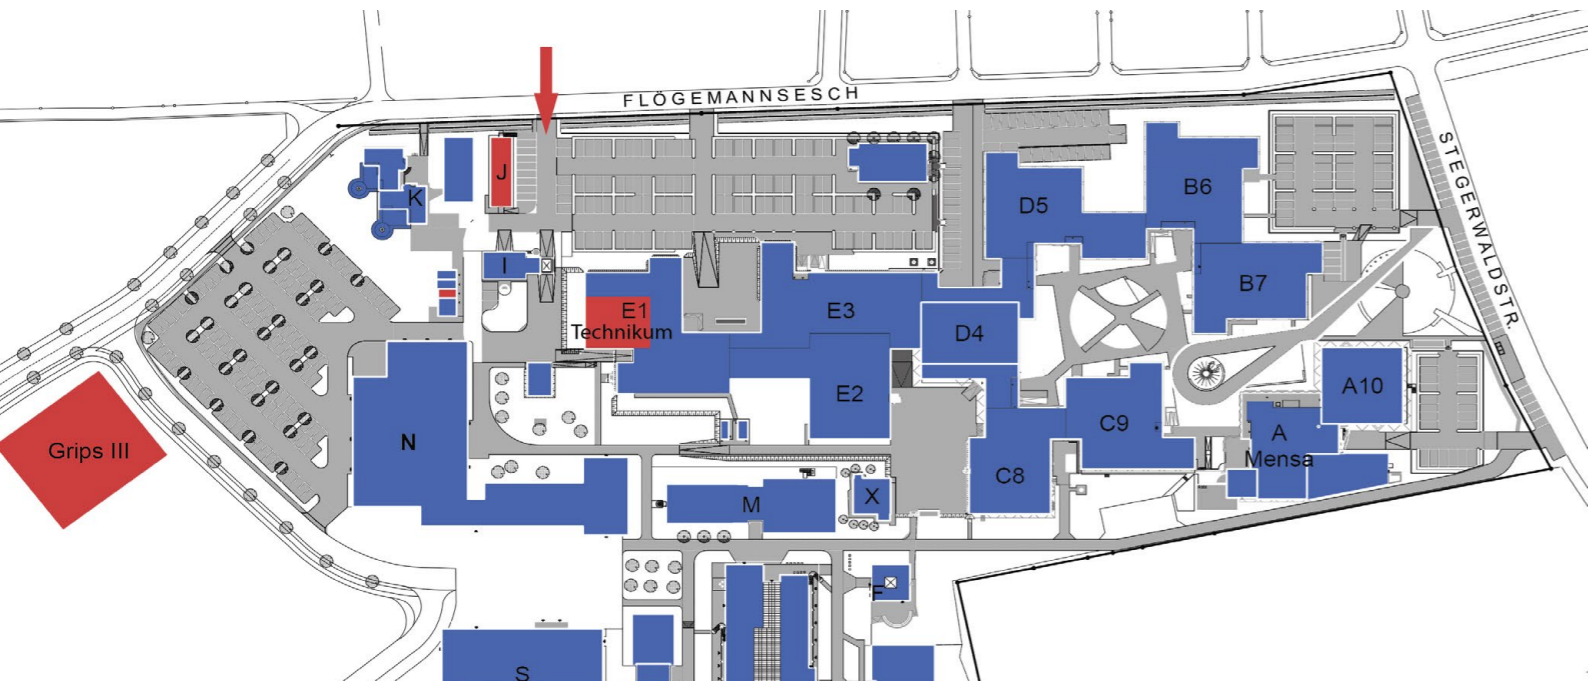 FLÖGEMANNSESCH
STEGERWALDSTR.
J
K
I
D5
B6
B7
E1
Technikum
E3
D4
E2
A10
Grips III
N
C9
A
Mensa
C8
M
X
F
S